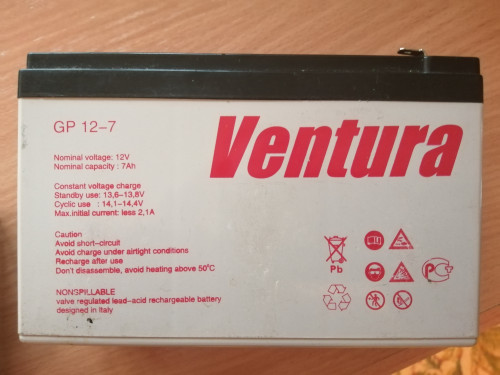 GP 12-7
Ventura
Nominal voltage: 12V
Nominal capacity : 7Ah
Constant voltage charge
Standby use: 13,6-13,8V
Cyclic use : 14,1-14,4V
Max.initial current: less 2,1A
Caution
Avoid short-circuit
Avoid charge under airtight conditions
Recharge after use
Don't disassemble, avoid heating above 50°C
NONSPILLABLE
valve regulated lead-acid rechargeable battery
designed in Italy
Pb